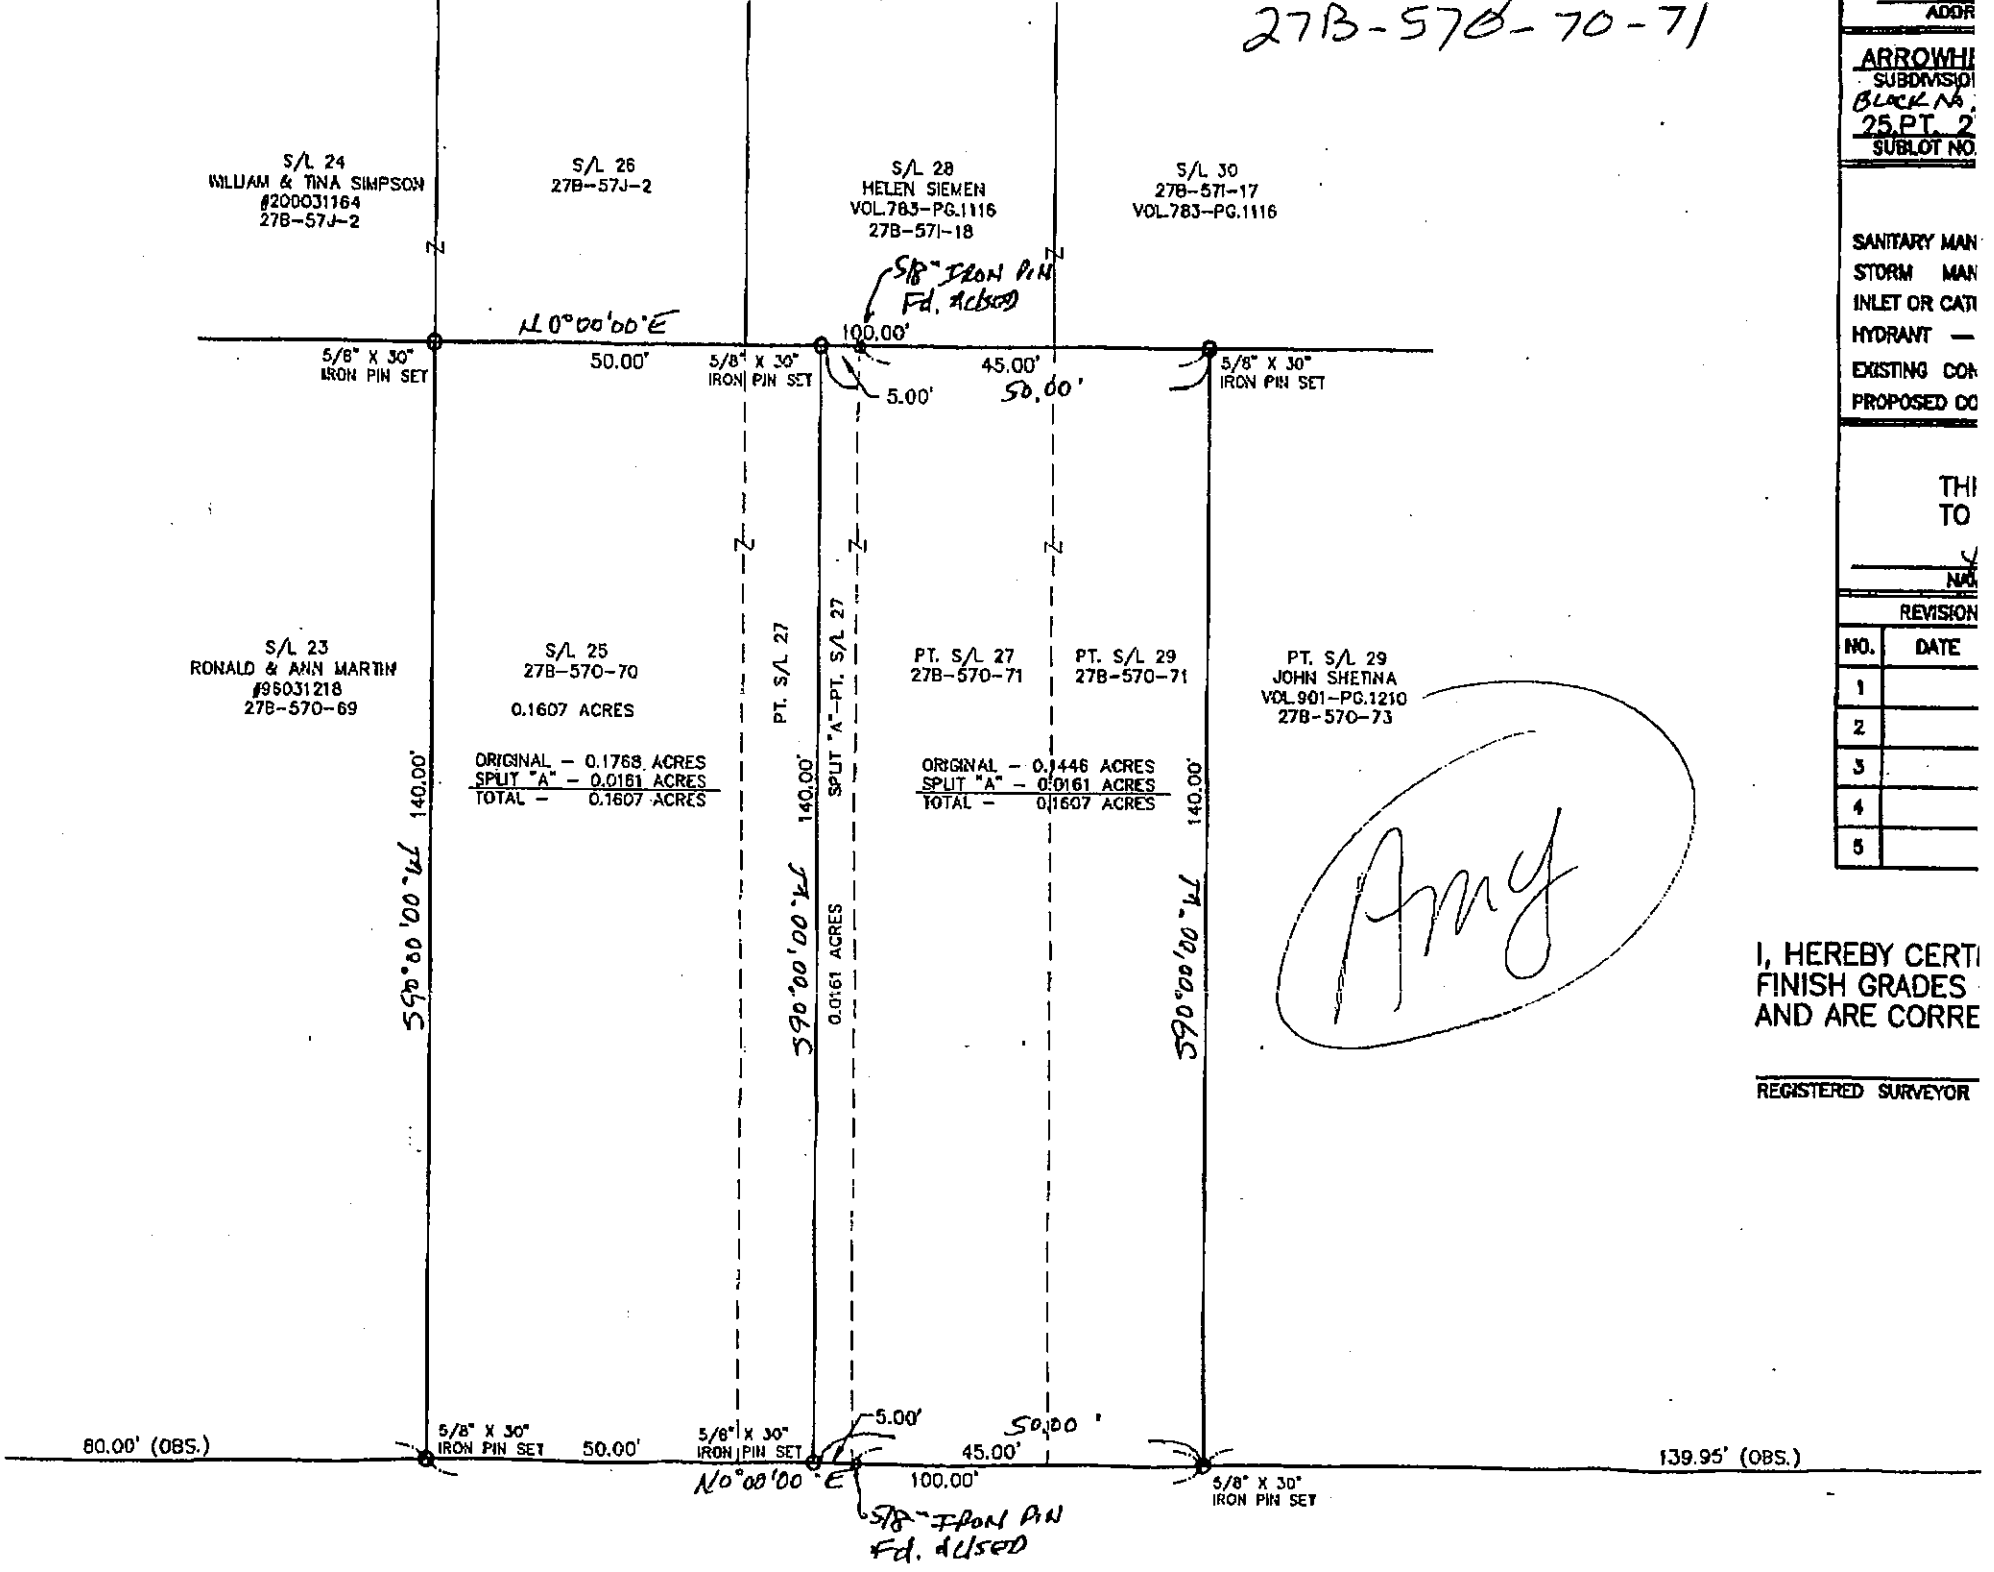 27B-570-70-71
ADDR
ARROWHE
SUBDIVISION
BLOCK No.
25,PT. 2
SUBLOT NO.
S/L 24
WILLIAM & TINA SIMPSON
#200031164
27B-57J-2
S/L 26
27B-57J-2
S/L 28
HELEN SIEMEN
VOL.783-PG.1116
27B-57I-18
S/L 30
27B-57I-17
VOL.783-PG.1116
SANITARY MAN
STORM MAN
INLET OR CAT
HYDRANT —
EXISTING CON
PROPOSED CO
5/8" IRON PIN
Fd. & USED
N 0°00'00"E
100.00'
5/8" X 30"
IRON PIN SET
50.00'
5/8" X 30"
IRON PIN SET
45.00'
5/8" X 30"
IRON PIN SET
5.00'
50.00'
THI
TO
NA
REVISION
NO. DATE
1
2
3
4
5
S/L 23
RONALD & ANN MARTIN
#96031218
27B-570-69
S/L 25
27B-570-70
0.1607 ACRES
ORIGINAL - 0.1768 ACRES
SPLIT "A" - 0.0161 ACRES
TOTAL - 0.1607 ACRES
PT. S/L 27
SPLIT "A"-PT. S/L 27
0.0161 ACRES
PT. S/L 27
27B-570-71
PT. S/L 29
27B-570-71
ORIGINAL - 0.1446 ACRES
SPLIT "A" - 0.0161 ACRES
TOTAL - 0.1607 ACRES
PT. S/L 29
JOHN SHETINA
VOL.901-PG.1210
27B-570-73
140.00'
S90°00'00"W
140.00'
S90°00'00"W
140.00'
S90°00'00"W
Amy
I, HEREBY CERTI
FINISH GRADES
AND ARE CORRE
REGISTERED SURVEYOR
80.00' (OBS.)
5/8" X 30"
IRON PIN SET
50.00'
5/8" X 30"
IRON PIN SET
5.00'
50.00'
45.00'
139.95' (OBS.)
N0°00'00"E
100.00'
5/8" X 30"
IRON PIN SET
5/8" IRON PIN
Fd. & USED